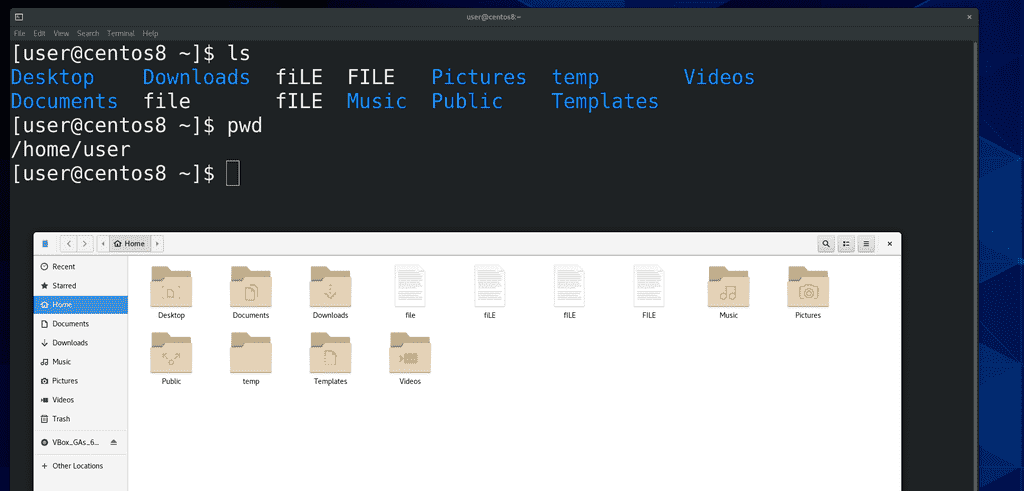 user@centos8:~
File Edit View Search Terminal Help
[user@centos8 ~]$ ls
Desktop Downloads fiLE FILE Pictures temp Videos
Documents file fILE Music Public Templates
[user@centos8 ~]$ pwd
/home/user
[user@centos8 ~]$
Home
Recent
Starred
Home
Documents
Downloads
Music
Pictures
Videos
Trash
VBox_GAs_6...
Other Locations
Desktop Documents Downloads file fiLE fILE FILE Music Pictures
Public temp Templates Videos